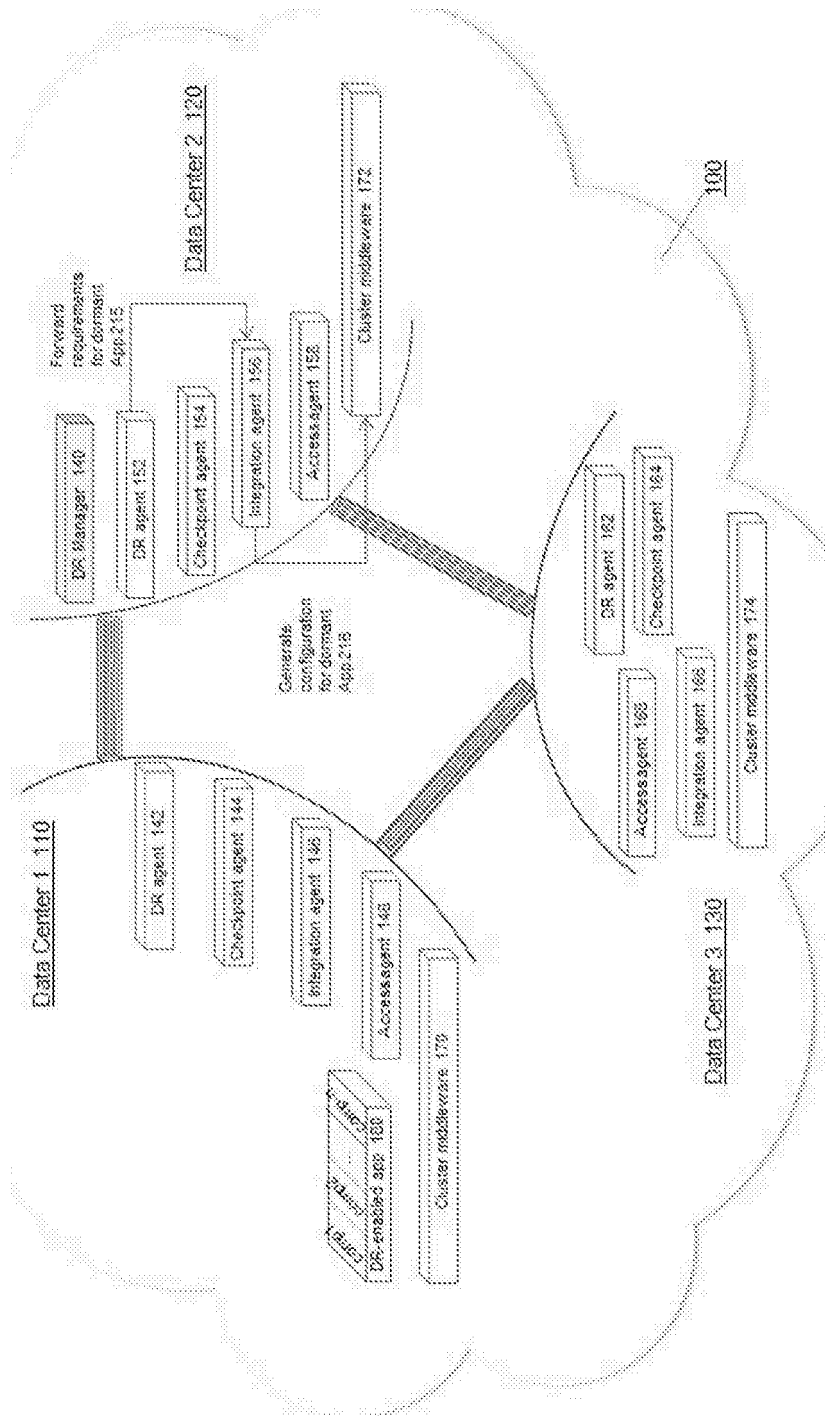 Data Center 1  110
DR agent  142
Checkpoint agent  144
Integration agent  146
Access agent  148
Comp1
Comp2
...
DR-enabled app  180
Cluster middleware  170
Forward
requirements
for dormant
App.215
Data Center 2  120
DR Manager  140
DR agent  152
Checkpoint agent  154
Integration agent  156
Access agent  158
Cluster middleware  172
Generate
configuration
for dormant
App.216
DR agent  162
Checkpoint agent  164
Access agent  168
Integration agent  166
Cluster middleware  174
Data Center 3  130
100